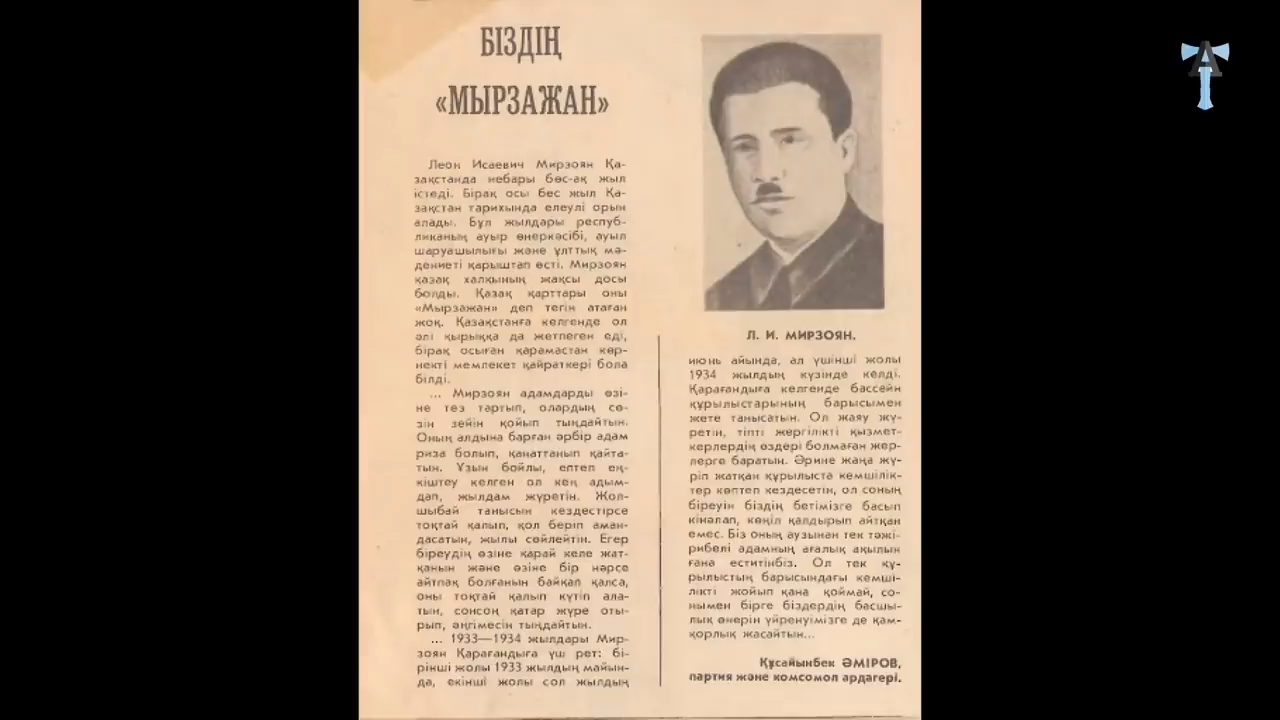 БІЗДІҢ
«МЫРЗАЖАН»
Леон Исаевич Мирзоян Қа-
зақстанда небары бес-ақ жыл
істеді. Бірақ осы бес жыл Қа-
зақстан тарихында елеулі орын
алады. Бұл жылдары респуб-
ликаның ауыр өнеркәсібі, ауыл
шаруашылығы және ұлттық мә-
дениеті қарыштап өсті. Мирзоян
қазақ халқының жақсы досы
болды. Қазақ қарттары оны
«Мырзажан» деп тегін атаған
жоқ. Қазақстанға келгенде ол
әлі қырыққа да жетпеген еді,
бірақ осыған қарамастан көр-
некті мемлекет қайраткері бола
білді.
... Мирзоян адамдарды өзі-
не тез тартып, олардың сө-
зін зейін қойып тыңдайтын.
Оның алдына барған әрбір адам
риза болып, қанаттанып қайта-
тын. Ұзын бойлы, ептеп ең-
кіштеу келген ол кең адым-
дап, жылдам жүретін. Жол-
шыбай танысын кездестірсе
тоқтай қалып, қол беріп аман-
дасатын, жылы сөйлейтін. Егер
біреудің өзіне қарай келе жат-
қанын және өзіне бір нәрсе
айтпақ болғанын байқап қалса,
оны тоқтай қалып күтіп ала-
тын, сонсоң қатар жүре оты-
рып, әңгімесін тыңдайтын.
... 1933—1934 жылдары Мир-
зоян Қарағандыға үш рет: бі-
рінші жолы 1933 жылдың майын-
да, екінші жолы сол жылдың
Л. И. МИРЗОЯН.
июнь айында, ал үшінші жолы
1934 жылдың күзінде келді.
Қарағандыға келгенде бассейн
құрылыстарының барысымен
жете танысатын. Ол жаяу жү-
ретін, тіпті жергілікті қызмет-
керлердің өздері болмаған жер-
лерге баратын. Әрине жаңа жү-
ріп жатқан құрылыста кемшілік-
тер көптеп кездесетін, ол соның
біреуін біздің бетімізге басып
кінәлап, көңіл қалдырып айтқан
емес. Біз оның аузынан тек тәжі-
рибелі адамның ағалық ақылын
ғана еститінбіз. Ол тек құ-
рылыстың барысындағы кемші-
лікті жойып қана қоймай, со-
нымен бірге біздердің басшы-
лық өнерін үйренуімізге де қам-
қорлық жасайтын...
Құсайынбек ӘМІРОВ,
партия және комсомол ардагері.